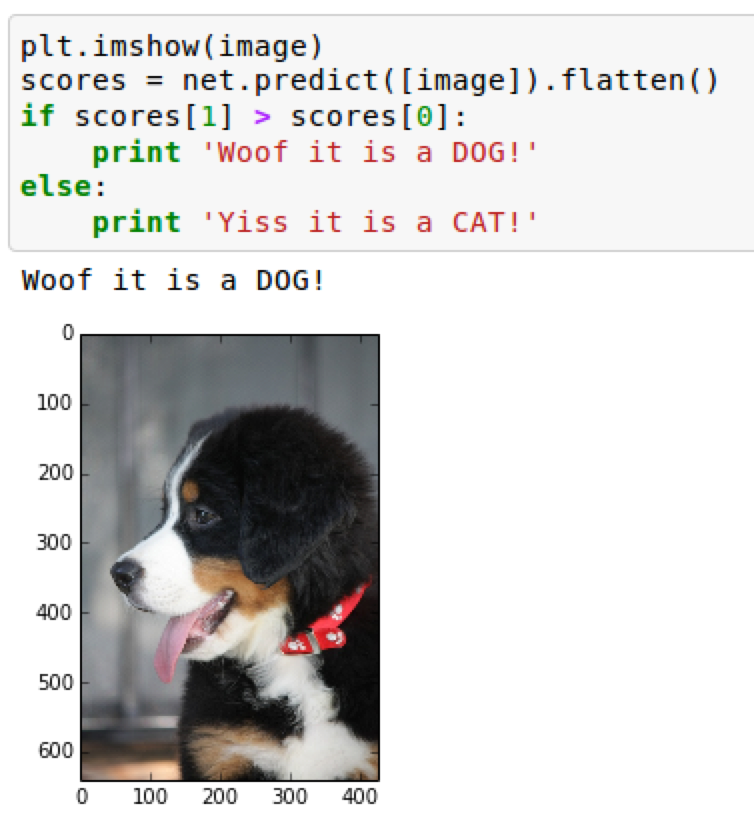 plt.imshow(image)
scores = net.predict([image]).flatten()
if scores[1] > scores[0]:
    print 'Woof it is a DOG!'
else:
    print 'Yiss it is a CAT!'
Woof it is a DOG!
0
100
200
300
400
500
600
0 100 200 300 400